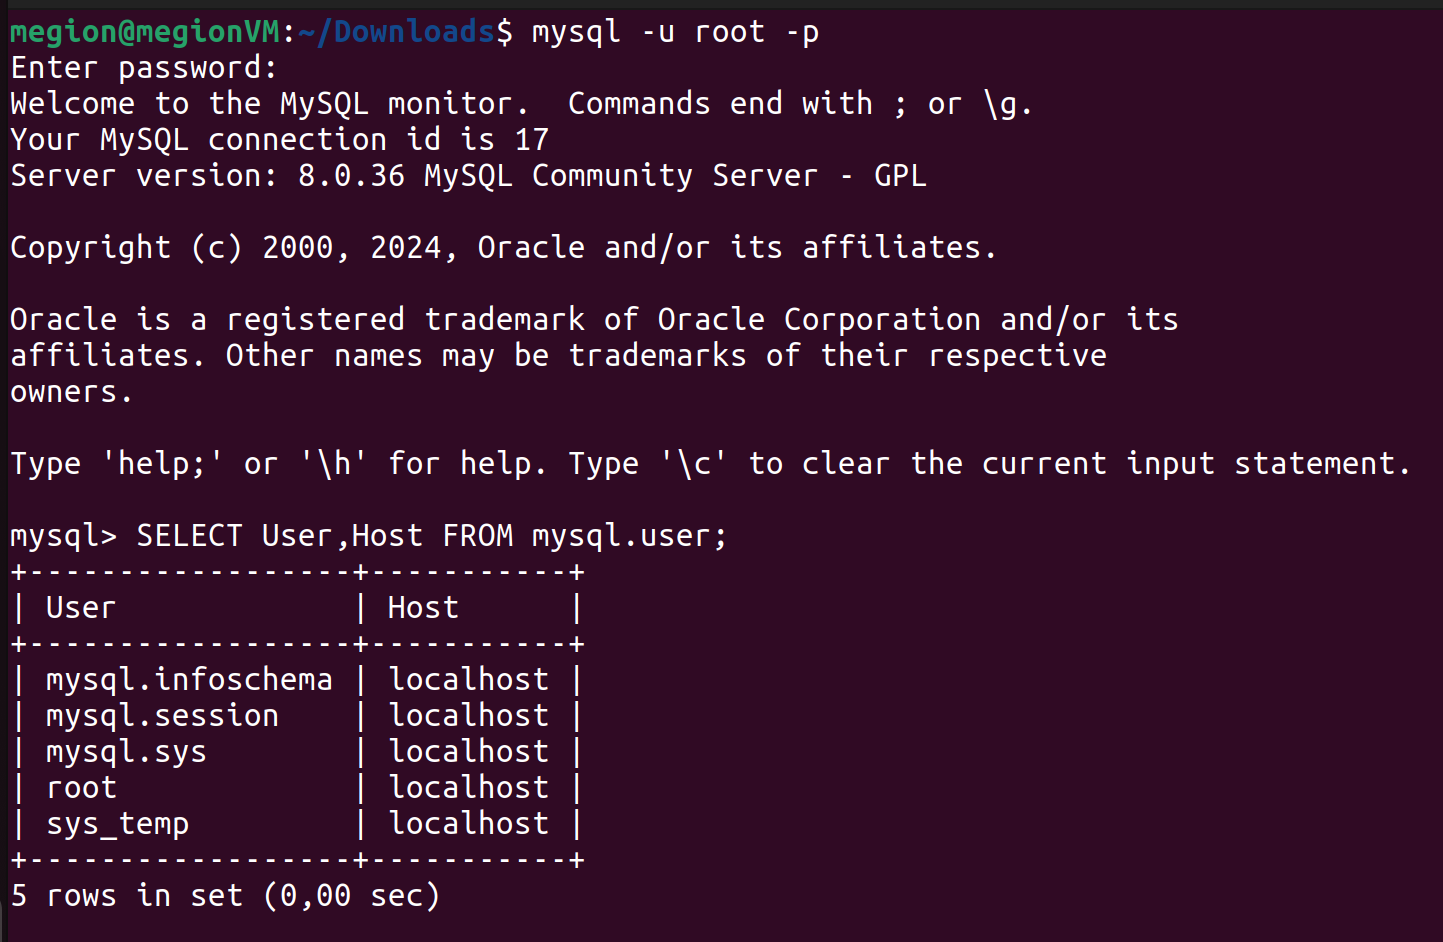 megion@megionVM:~/Downloads$ mysql -u root -p
Enter password:
Welcome to the MySQL monitor.  Commands end with ; or \g.
Your MySQL connection id is 17
Server version: 8.0.36 MySQL Community Server - GPL

Copyright (c) 2000, 2024, Oracle and/or its affiliates.

Oracle is a registered trademark of Oracle Corporation and/or its
affiliates. Other names may be trademarks of their respective
owners.

Type 'help;' or '\h' for help. Type '\c' to clear the current input statement.

mysql> SELECT User,Host FROM mysql.user;
+------------------+-----------+
| User             | Host      |
+------------------+-----------+
| mysql.infoschema | localhost |
| mysql.session    | localhost |
| mysql.sys        | localhost |
| root             | localhost |
| sys_temp         | localhost |
+------------------+-----------+
5 rows in set (0,00 sec)